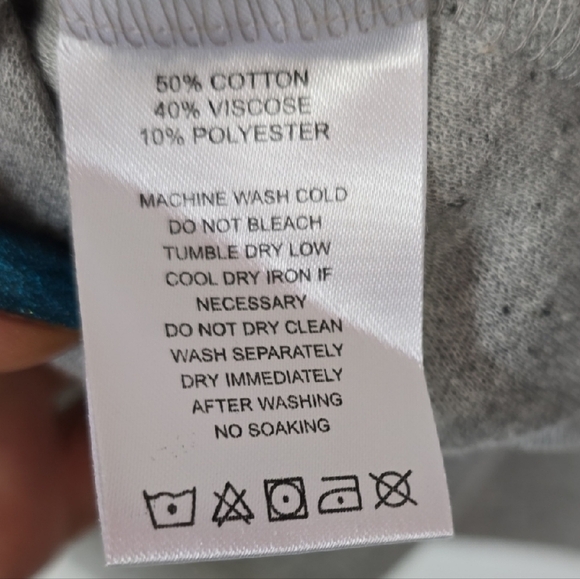 50% COTTON
40% VISCOSE
10% POLYESTER
MACHINE WASH COLD
DO NOT BLEACH
TUMBLE DRY LOW
COOL DRY IRON IF
NECESSARY
DO NOT DRY CLEAN
WASH SEPARATELY
DRY IMMEDIATELY
AFTER WASHING
NO SOAKING